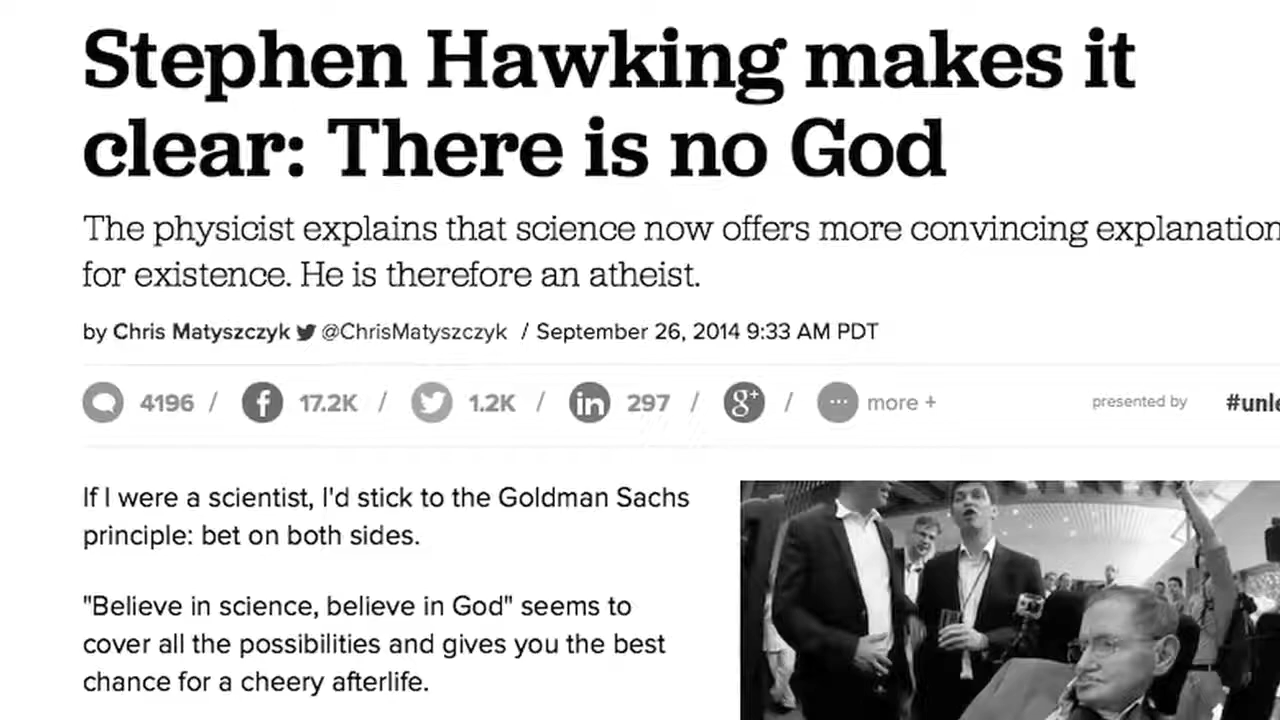 Stephen Hawking makes it
clear: There is no God
The physicist explains that science now offers more convincing explanation
for existence. He is therefore an atheist.
by Chris Matyszczyk @ChrisMatyszczyk / September 26, 2014 9:33 AM PDT
4196 / f 17.2K / 1.2K / in 297 / g+ / ... more + presented by #unle
If I were a scientist, I'd stick to the Goldman Sachs
principle: bet on both sides.
"Believe in science, believe in God" seems to
cover all the possibilities and gives you the best
chance for a cheery afterlife.